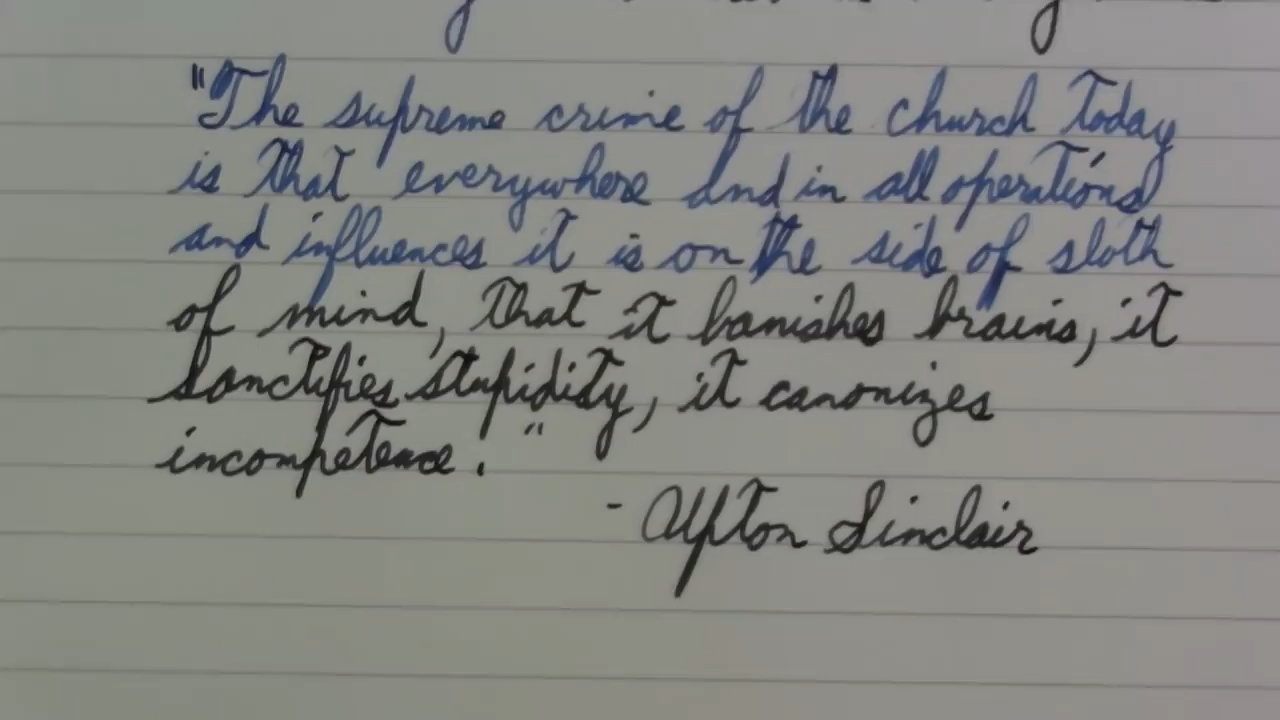 "The supreme crime of the church today
is that everywhere and in all operations
and influences it is on the side of sloth
of mind, that it banishes brains, it
sanctifies stupidity, it canonizes
incompetence."
- Upton Sinclair